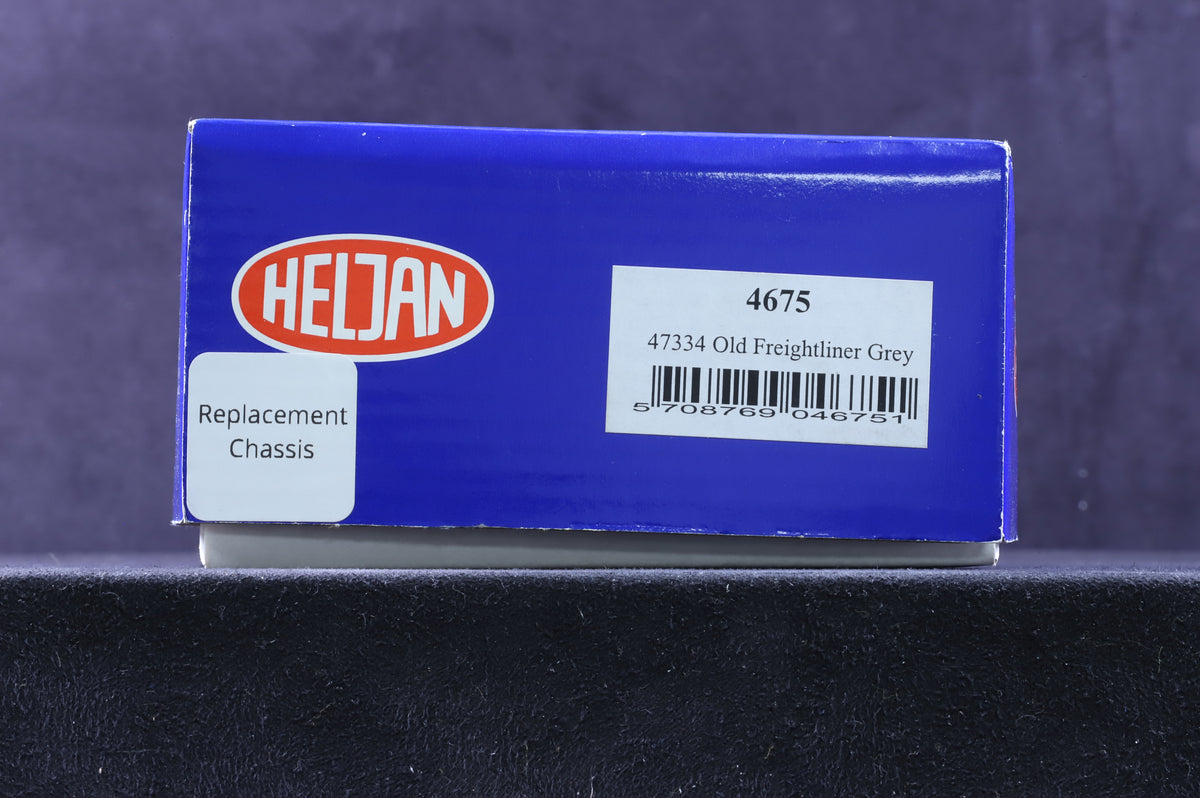 HELJAN
Replacement
Chassis
4675
47334 Old Freightliner Grey
5 708769 046751